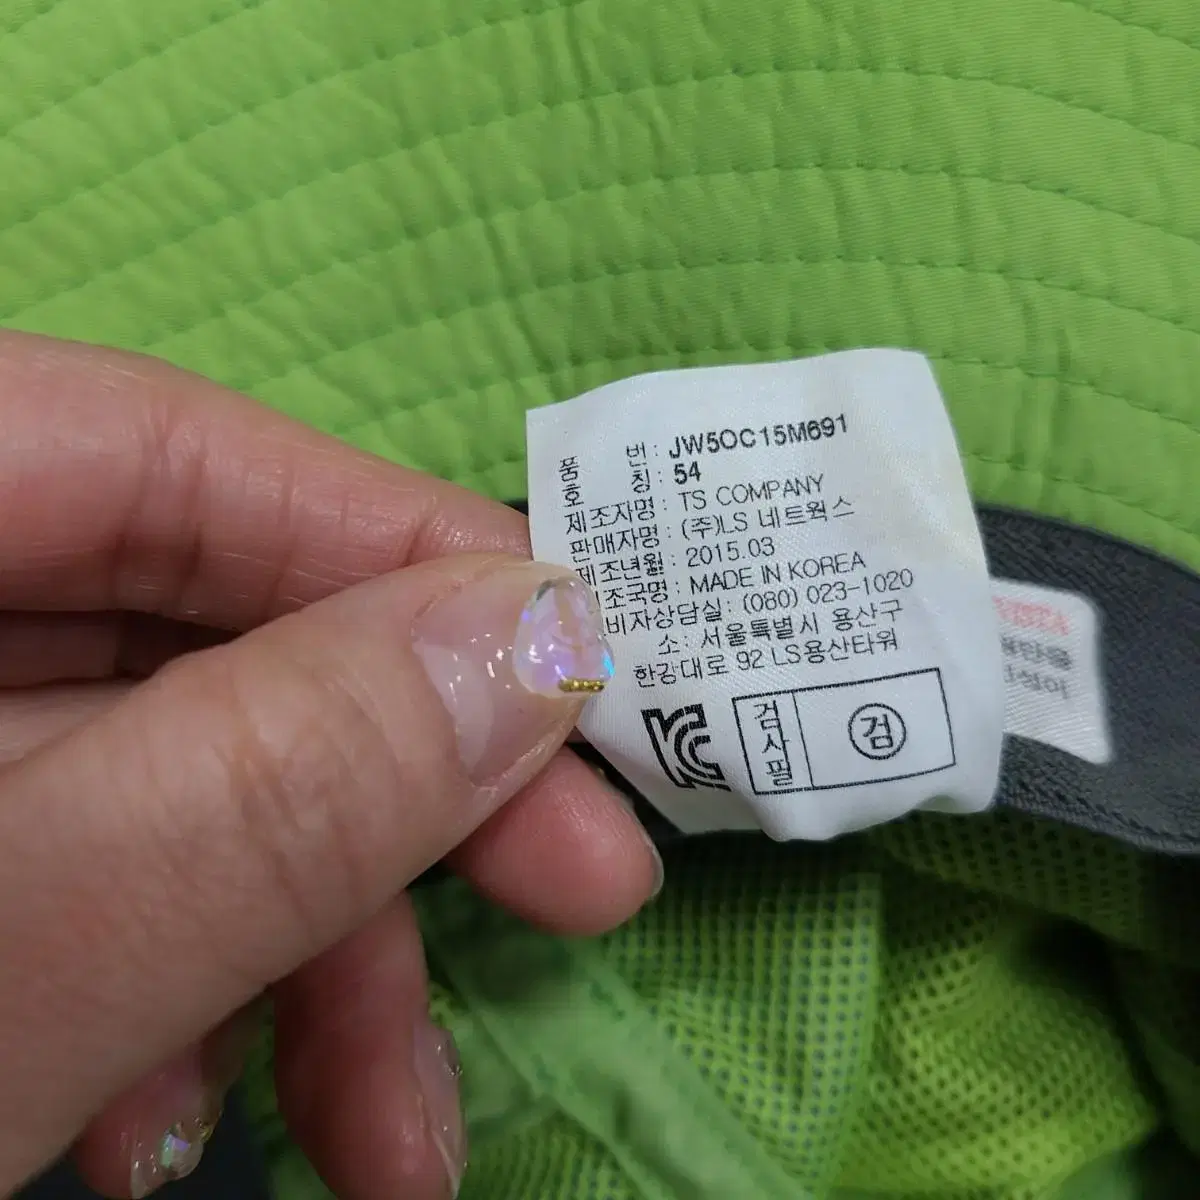 품 번 : JW5OC15M691
호 칭 : 54
제조자명 : TS COMPANY
판매자명 : (주)LS 네트웍스
제조년월 : 2015.03
조국명 : MADE IN KOREA
비자상담실 : (080) 023-1020
소 : 서울특별시 용산구
한강대로 92 LS용산타워
검사필
검